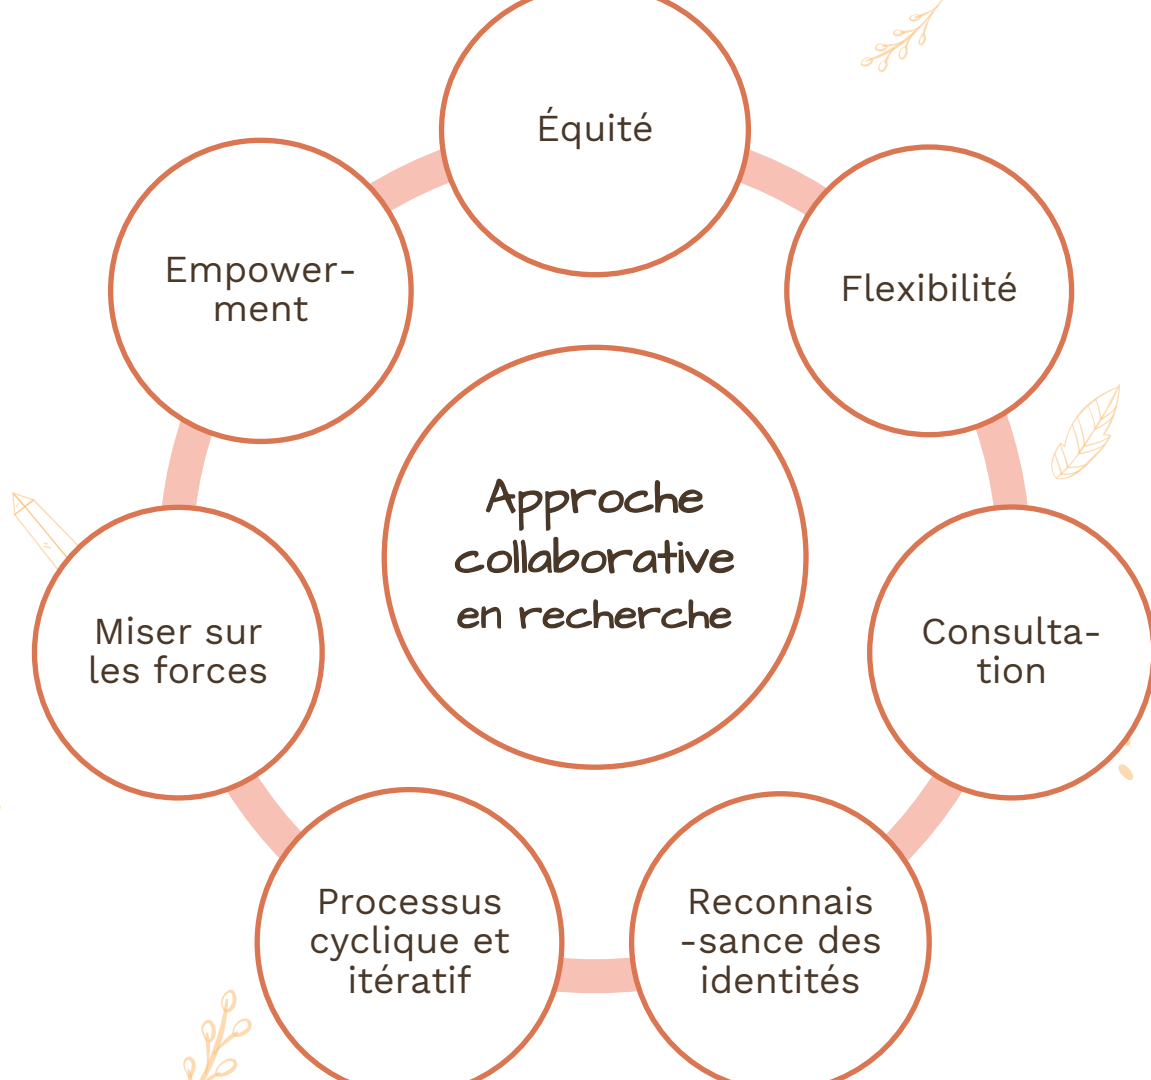 Équité
Empower-
ment
Flexibilité
Approche
collaborative
en recherche
Miser sur
les forces
Consulta-
tion
Processus
cyclique et
itératif
Reconnais
-sance des
identités